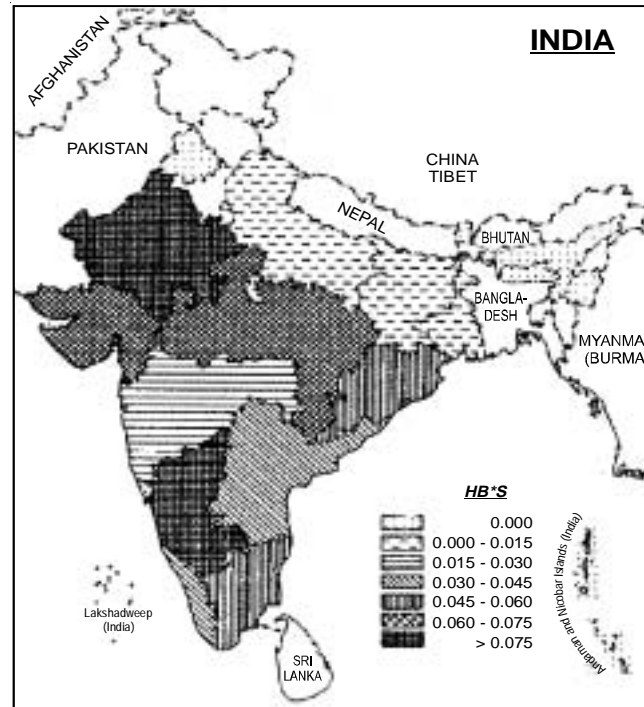 INDIA
AFGHANISTAN
PAKISTAN
CHINA
TIBET
NEPAL
BHUTAN
BANGLA-
DESH
MYANMA
(BURMA
HB*S
0.000
0.000 - 0.015
0.015 - 0.030
0.030 - 0.045
0.045 - 0.060
0.060 - 0.075
> 0.075
Andaman and Nicobar Islands (India)
Lakshadweep
(India)
SRI
LANKA